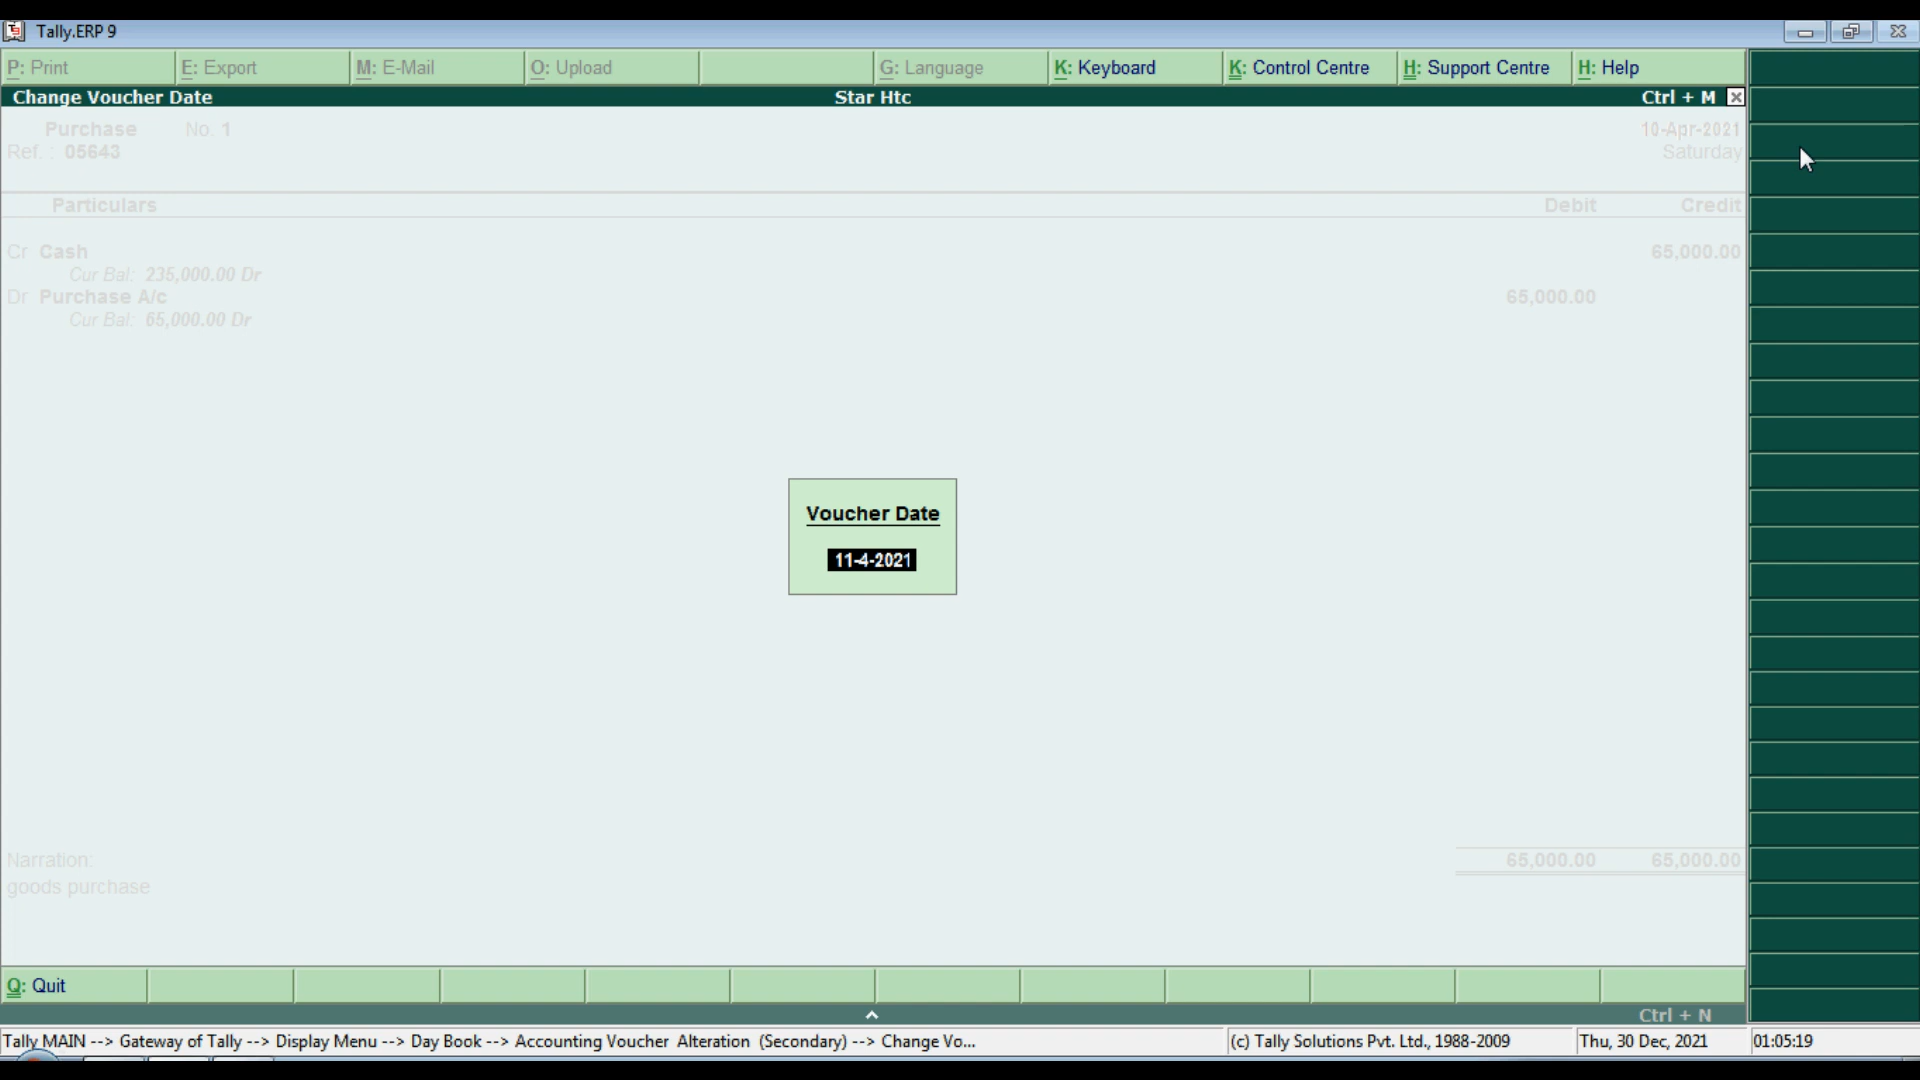 Tally.ERP 9
P: Print E: Export M: E-Mail O: Upload G: Language K: Keyboard K: Control Centre H: Support Centre H: Help
Change Voucher Date Star Htc Ctrl + M
Purchase No. 1 10-Apr-2021
Ref. : 05643 Saturday
Particulars Debit Credit
Cr Cash 65,000.00
Cur Bal: 235,000.00 Dr
Dr Purchase A/c 65,000.00
Cur Bal: 65,000.00 Dr
Voucher Date
11-4-2021
Narration: 65,000.00 65,000.00
goods purchase
Q: Quit
Ctrl + N
Tally MAIN --> Gateway of Tally --> Display Menu --> Day Book --> Accounting Voucher Alteration (Secondary) --> Change Vo... (c) Tally Solutions Pvt. Ltd., 1988-2009 Thu, 30 Dec, 2021 01:05:19